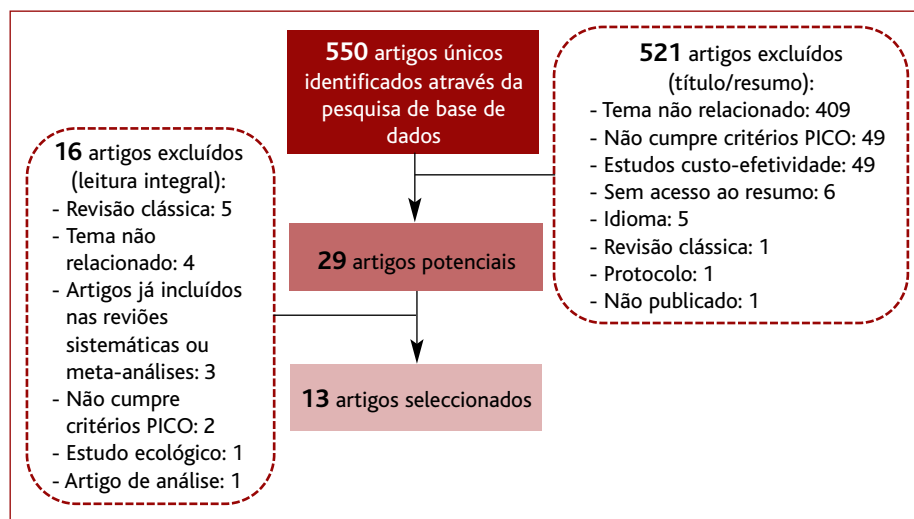 550 artigos únicos
identificados através da
pesquisa de base de
dados
521 artigos excluídos
(título/resumo):
- Tema não relacionado: 409
- Não cumpre critérios PICO: 49
- Estudos custo-efetividade: 49
- Sem acesso ao resumo: 6
- Idioma: 5
- Revisão clássica: 1
- Protocolo: 1
- Não publicado: 1
29 artigos potenciais
16 artigos excluídos
(leitura integral):
- Revisão clássica: 5
- Tema não
relacionado: 4
- Artigos já incluídos
nas reviões
sistemáticas ou
meta-análises: 3
- Não cumpre
critérios PICO: 2
- Estudo ecológico: 1
- Artigo de análise: 1
13 artigos seleccionados